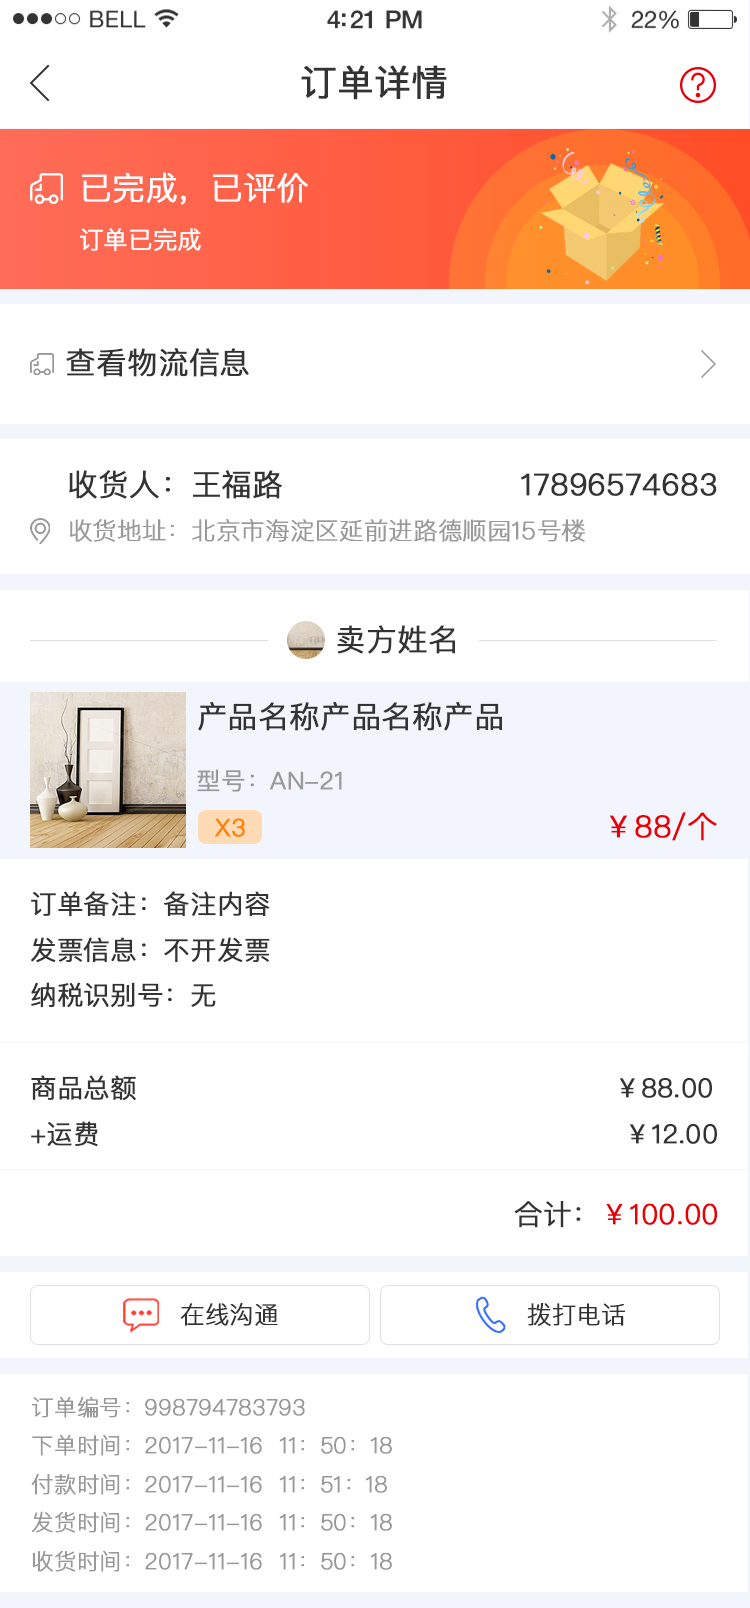 BELL 4:21 PM 22%
订单详情
已完成，已评价
订单已完成
查看物流信息
收货人：王福路 17896574683
收货地址：北京市海淀区延前进路德顺园15号楼
卖方姓名
产品名称产品名称产品
型号：AN-21
X3 ¥88/个
订单备注：备注内容
发票信息：不开发票
纳税识别号：无
商品总额 ¥88.00
+运费 ¥12.00
合计：¥100.00
在线沟通 拨打电话
订单编号：998794783793
下单时间：2017-11-16 11：50：18
付款时间：2017-11-16 11：51：18
发货时间：2017-11-16 11：50：18
收货时间：2017-11-16 11：50：18